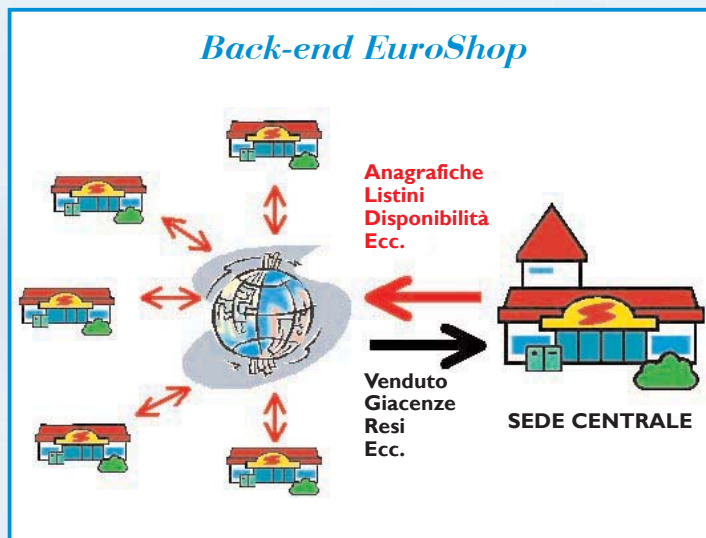 Back-end EuroShop
Anagrafiche
Listini
Disponibilità
Ecc.
Venduto
Giacenze
Resi
Ecc.
SEDE CENTRALE